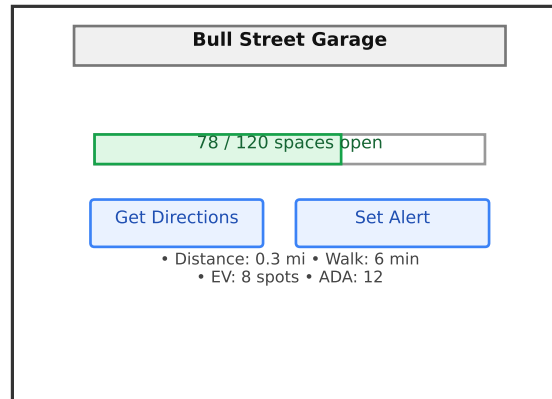 Bull Street Garage
78 / 120 spaces open
Get Directions
Set Alert
• Distance: 0.3 mi • Walk: 6 min
• EV: 8 spots • ADA: 12